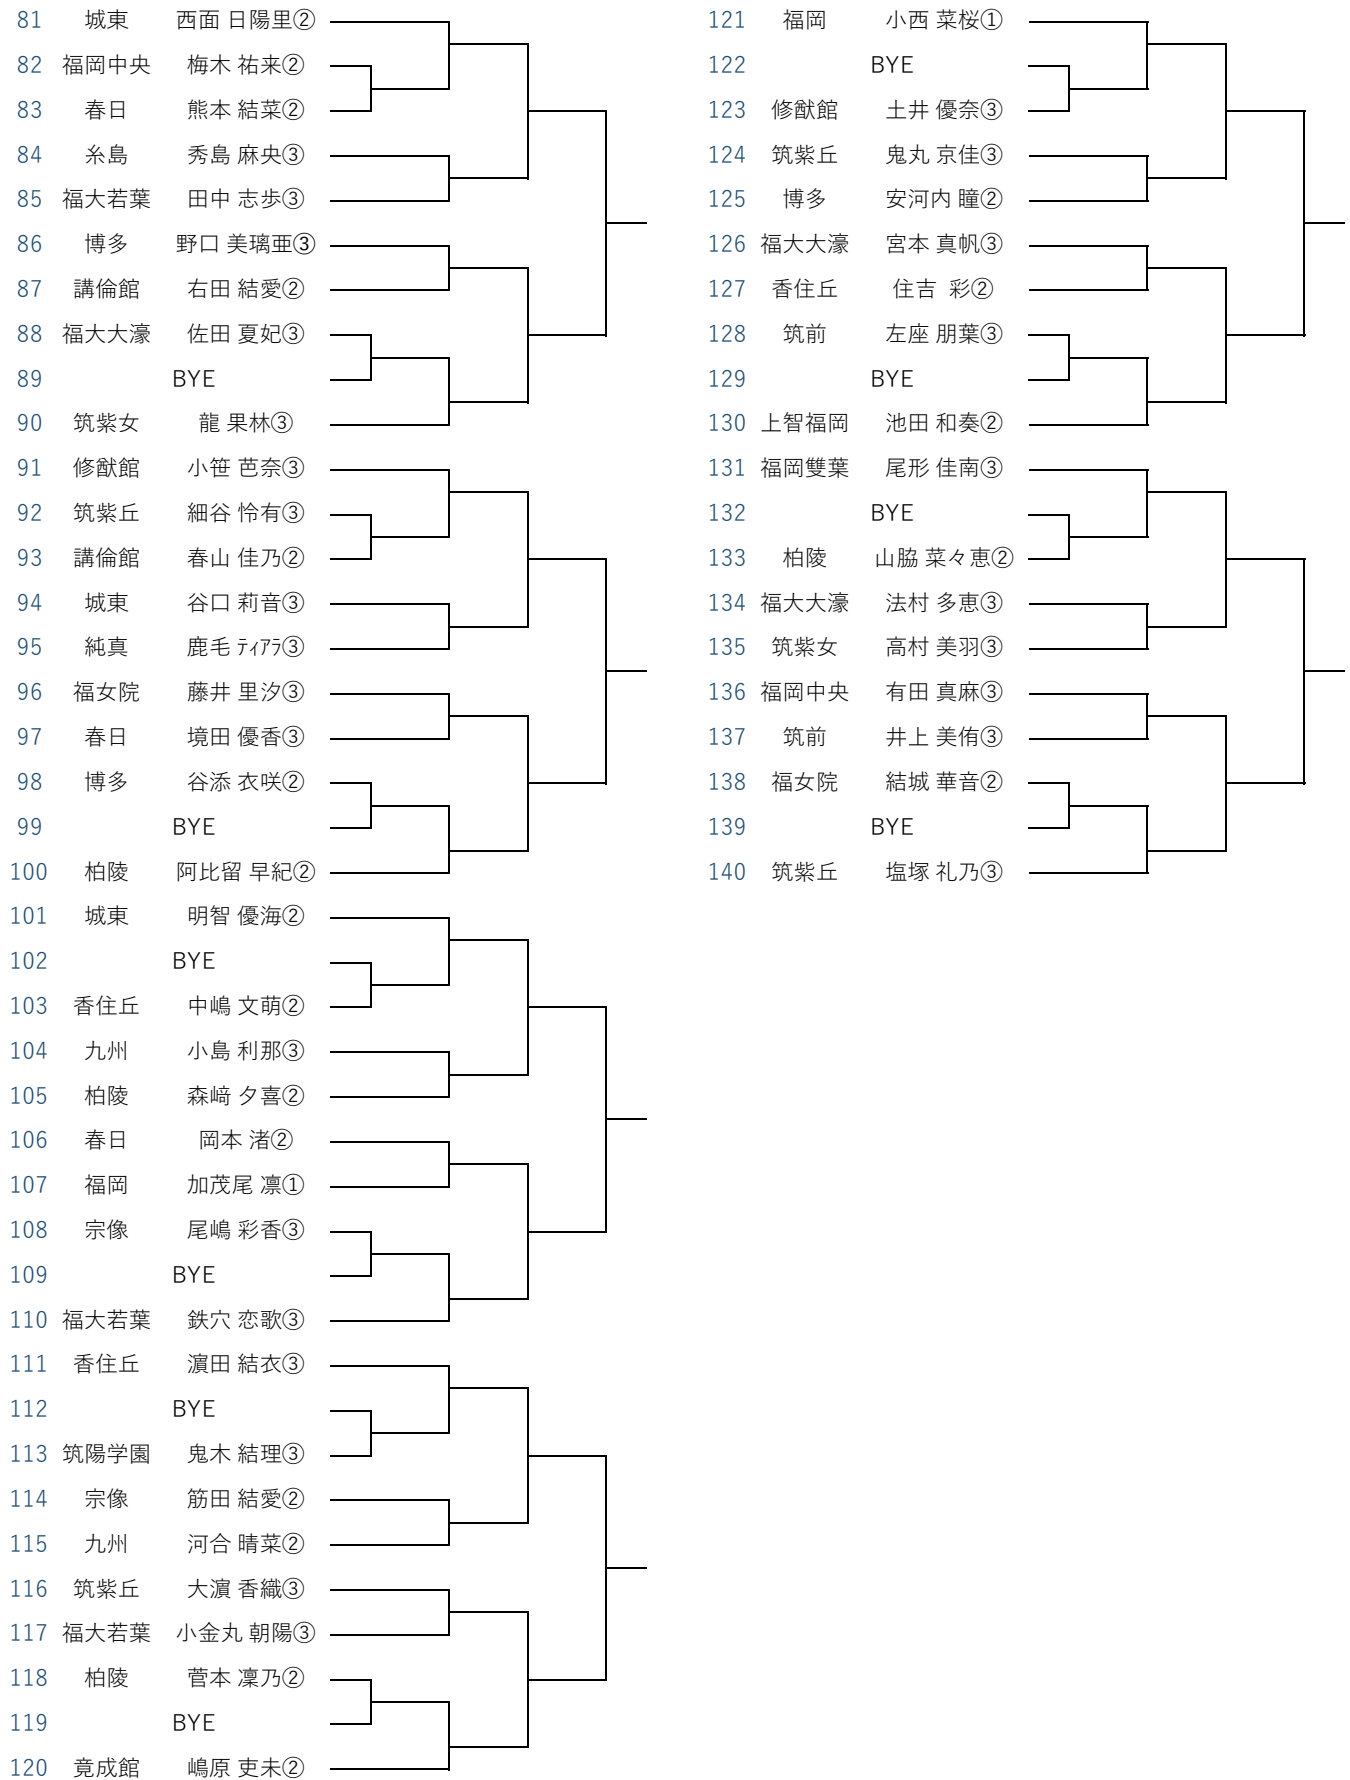 81 城東 西面 日陽里②
82 福岡中央 梅木 祐来②
83 春日 熊本 結菜②
84 糸島 秀島 麻央③
85 福大若葉 田中 志歩③
86 博多 野口 美璃亜③
87 講倫館 右田 結愛②
88 福大大濠 佐田 夏妃③
89 BYE
90 筑紫女 龍 果林③
91 修猷館 小笹 芭奈③
92 筑紫丘 細谷 怜有③
93 講倫館 春山 佳乃②
94 城東 谷口 莉音③
95 純真 鹿毛 ティアラ③
96 福女院 藤井 里汐③
97 春日 境田 優香③
98 博多 谷添 衣咲②
99 BYE
100 柏陵 阿比留 早紀②
101 城東 明智 優海②
102 BYE
103 香住丘 中嶋 文萌②
104 九州 小島 利那③
105 柏陵 森﨑 夕喜②
106 春日 岡本 渚②
107 福岡 加茂尾 凛①
108 宗像 尾嶋 彩香③
109 BYE
110 福大若葉 鉄穴 恋歌③
111 香住丘 濵田 結衣③
112 BYE
113 筑陽学園 鬼木 結理③
114 宗像 筋田 結愛②
115 九州 河合 晴菜②
116 筑紫丘 大濵 香織③
117 福大若葉 小金丸 朝陽③
118 柏陵 菅本 凜乃②
119 BYE
120 竟成館 嶋原 吏未②
121 福岡 小西 菜桜①
122 BYE
123 修猷館 土井 優奈③
124 筑紫丘 鬼丸 京佳③
125 博多 安河内 瞳②
126 福大大濠 宮本 真帆③
127 香住丘 住吉 彩②
128 筑前 左座 朋葉③
129 BYE
130 上智福岡 池田 和奏②
131 福岡雙葉 尾形 佳南③
132 BYE
133 柏陵 山脇 菜々恵②
134 福大大濠 法村 多恵③
135 筑紫女 高村 美羽③
136 福岡中央 有田 真麻③
137 筑前 井上 美侑③
138 福女院 結城 華音②
139 BYE
140 筑紫丘 塩塚 礼乃③